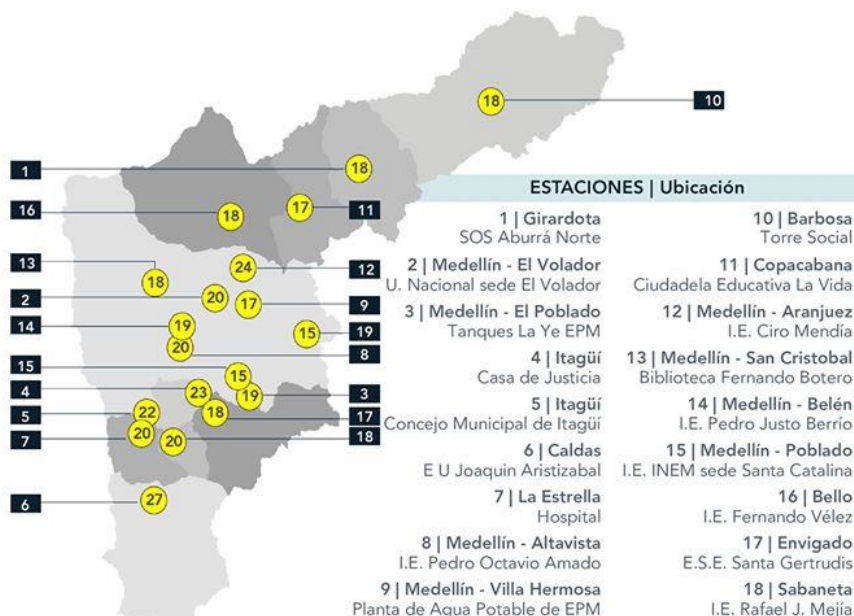 18
10
1
18
16
18
17
11
ESTACIONES | Ubicación
1 | Girardota
SOS Aburrá Norte
10 | Barbosa
Torre Social
2 | Medellín - El Volador
U. Nacional sede El Volador
11 | Copacabana
Ciudadela Educativa La Vida
3 | Medellín - El Poblado
Tanques La Ye EPM
12 | Medellín - Aranjuez
I.E. Ciro Mendía
4 | Itagüí
Casa de Justicia
13 | Medellín - San Cristobal
Biblioteca Fernando Botero
5 | Itagüí
Concejo Municipal de Itagüí
14 | Medellín - Belén
I.E. Pedro Justo Berrío
6 | Caldas
E U Joaquin Aristizabal
15 | Medellín - Poblado
I.E. INEM sede Santa Catalina
7 | La Estrella
Hospital
16 | Bello
I.E. Fernando Vélez
8 | Medellín - Altavista
I.E. Pedro Octavio Amado
17 | Envigado
E.S.E. Santa Gertrudis
9 | Medellín - Villa Hermosa
Planta de Agua Potable de EPM
18 | Sabaneta
I.E. Rafael J. Mejía
13
18
24
12
2
20
17
9
14
19
15
19
20
8
15
15
4
23
19
3
5
22
18
17
7
20
20
18
6
27